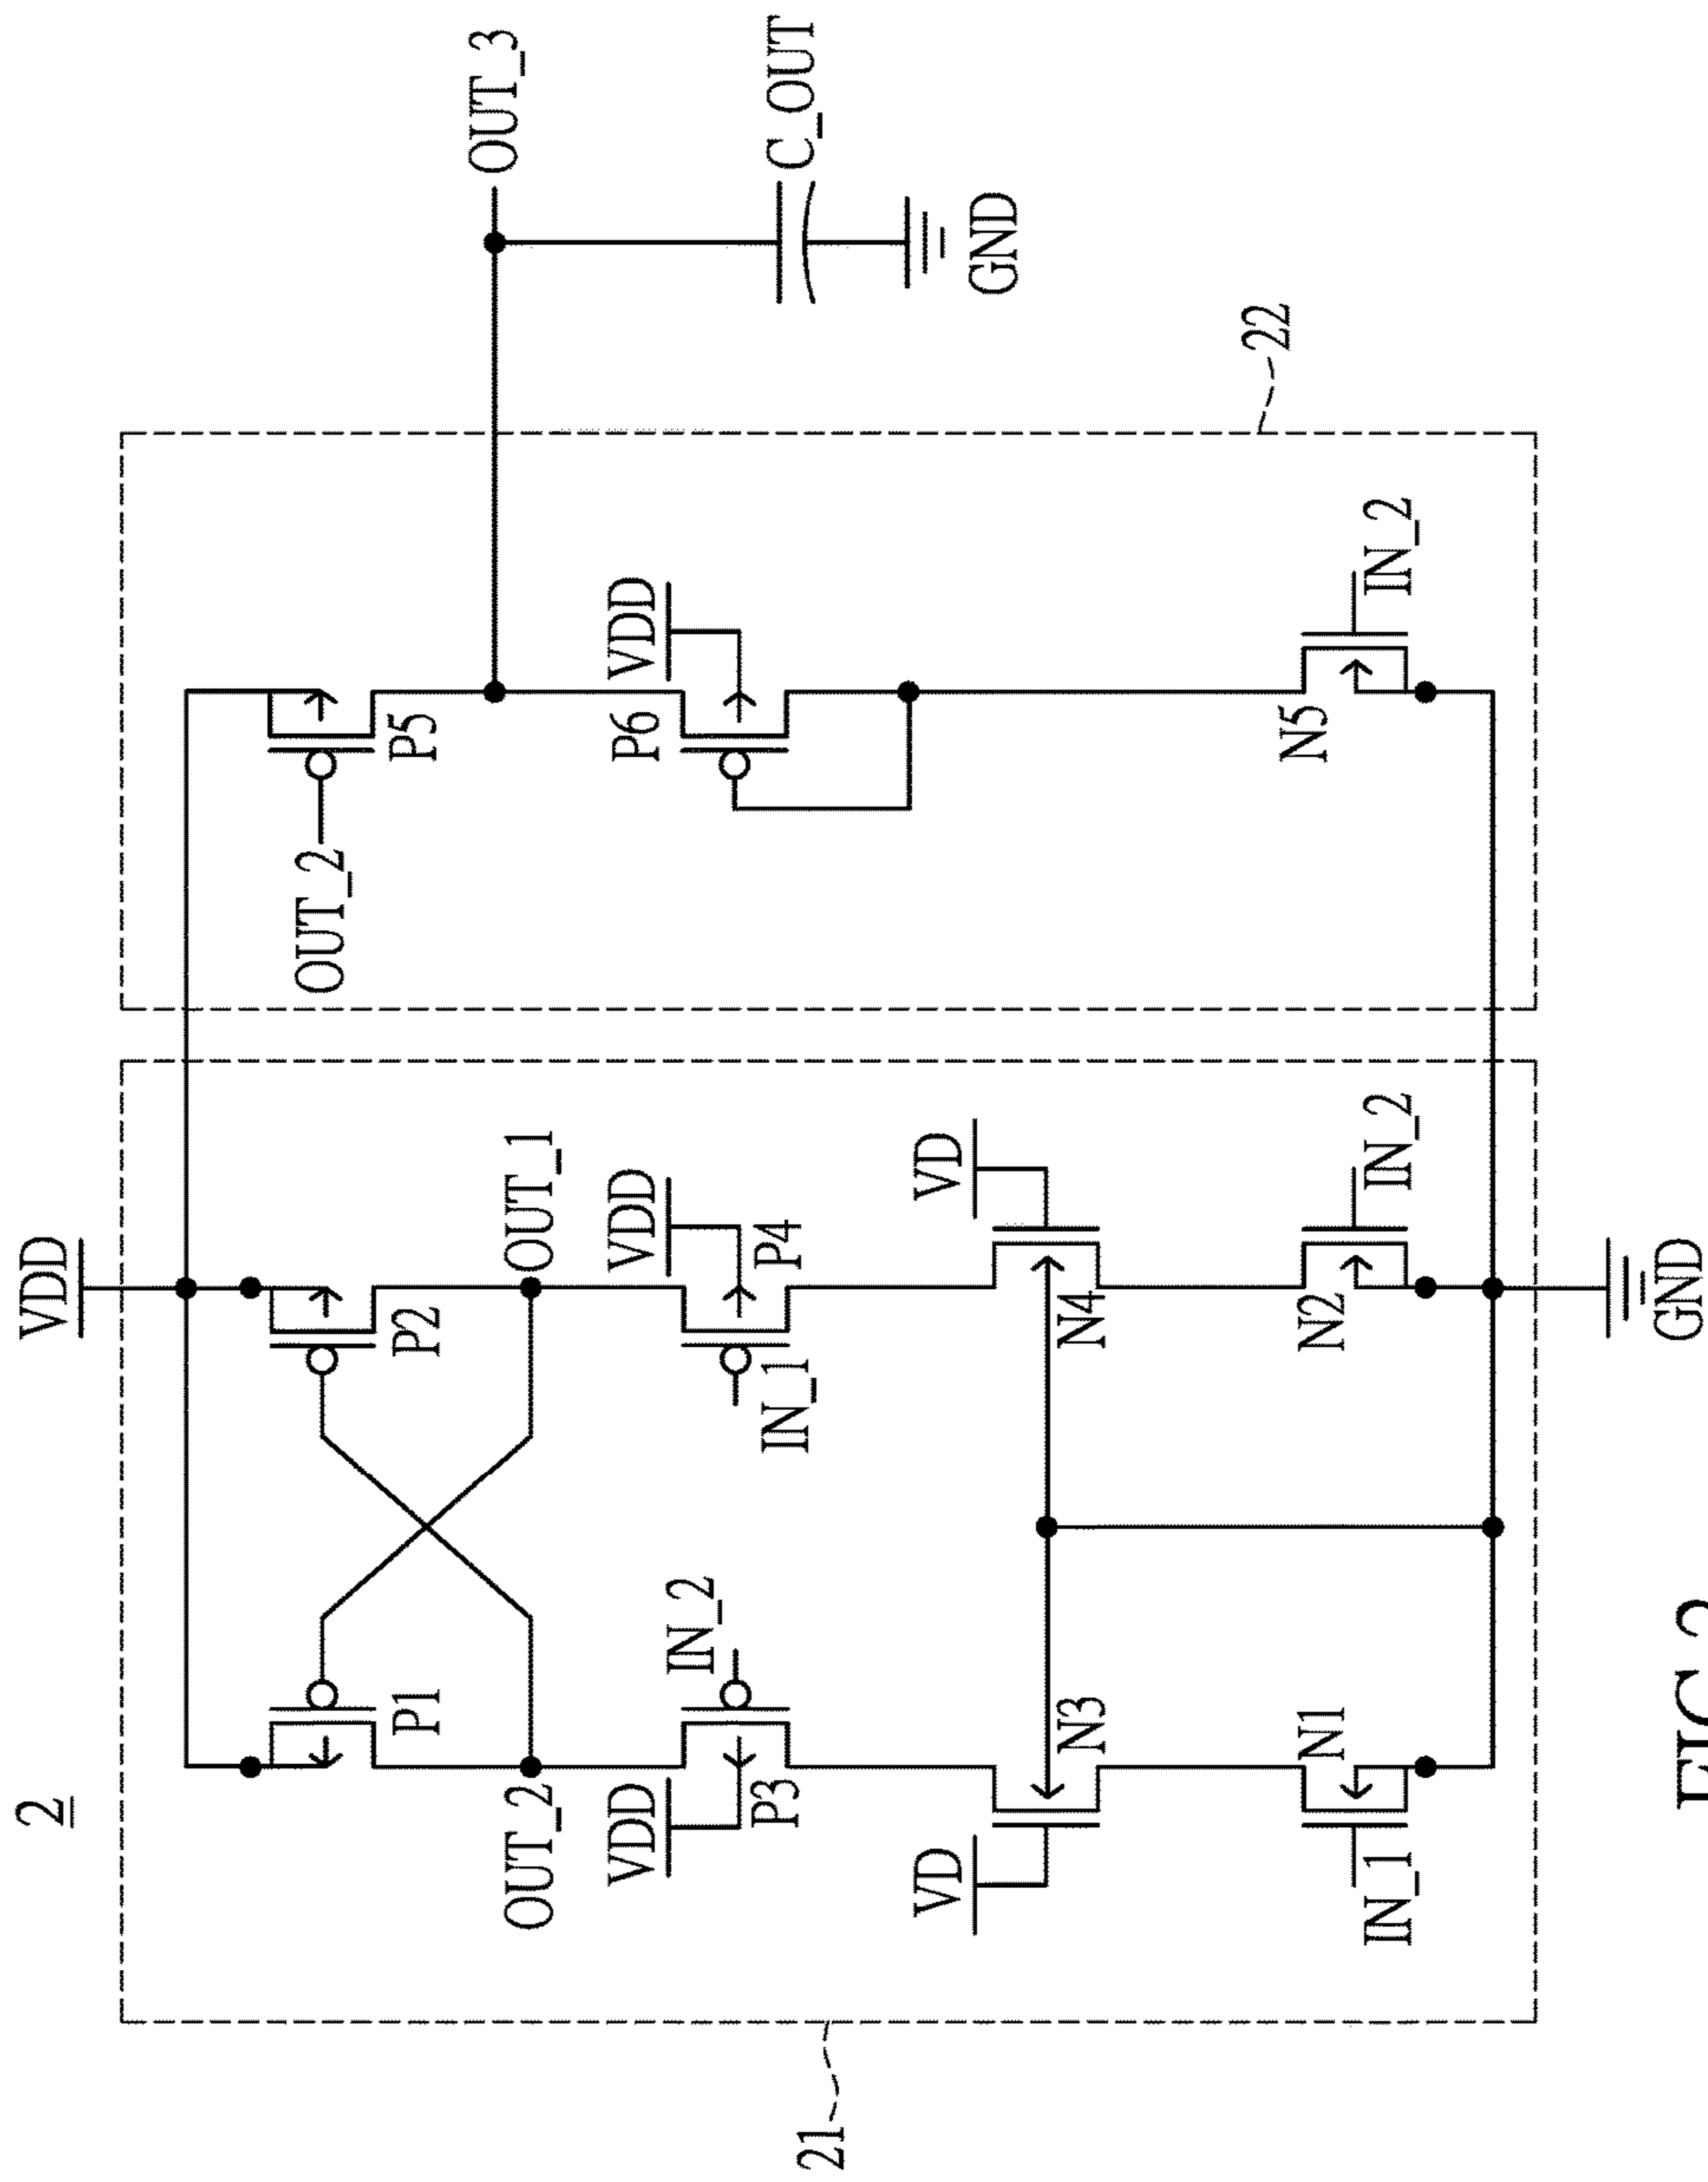 2
VDD
P1
P2
P5
OUT_2
OUT_3
OUT_2
OUT_1
VDD
P3
IN_2
IN_1
VDD
P4
P6
VDD
C_OUT
GND
VD
N3
N4
VD
IN_1
N1
N2
IN_2
N5
IN_2
GND
21
22